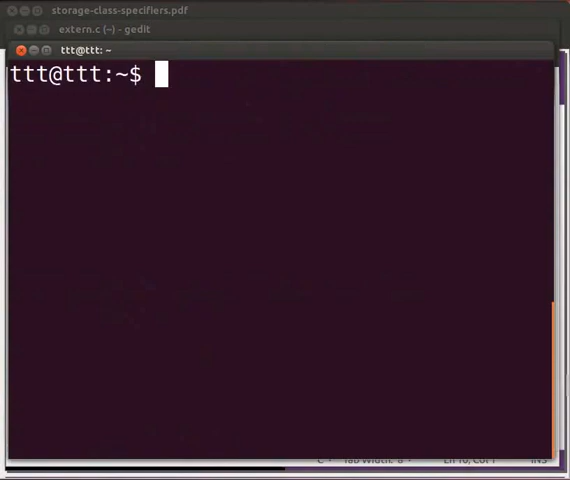 storage-class-specifiers.pdf
extern.c (~) - gedit
ttt@ttt: ~
ttt@ttt:~$